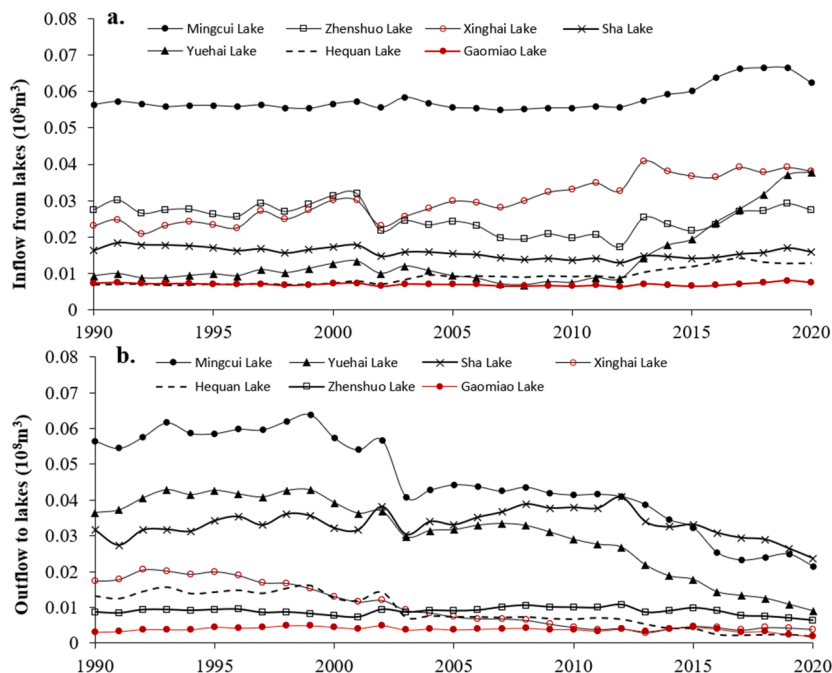 a.
0.08
Mingcui Lake Zhenshuo Lake Xinghai Lake Sha Lake
Yuehai Lake Hequan Lake Gaomiao Lake
0.07
0.06
0.05
0.04
0.03
0.02
0.01
0
Inflow from lakes (10⁸m³)
1990 1995 2000 2005 2010 2015 2020
b.
0.08
Mingcui Lake Yuehai Lake Sha Lake Xinghai Lake
Hequan Lake Zhenshuo Lake Gaomiao Lake
0.07
0.06
0.05
0.04
0.03
0.02
0.01
0
Outflow to lakes (10⁸m³)
1990 1995 2000 2005 2010 2015 2020